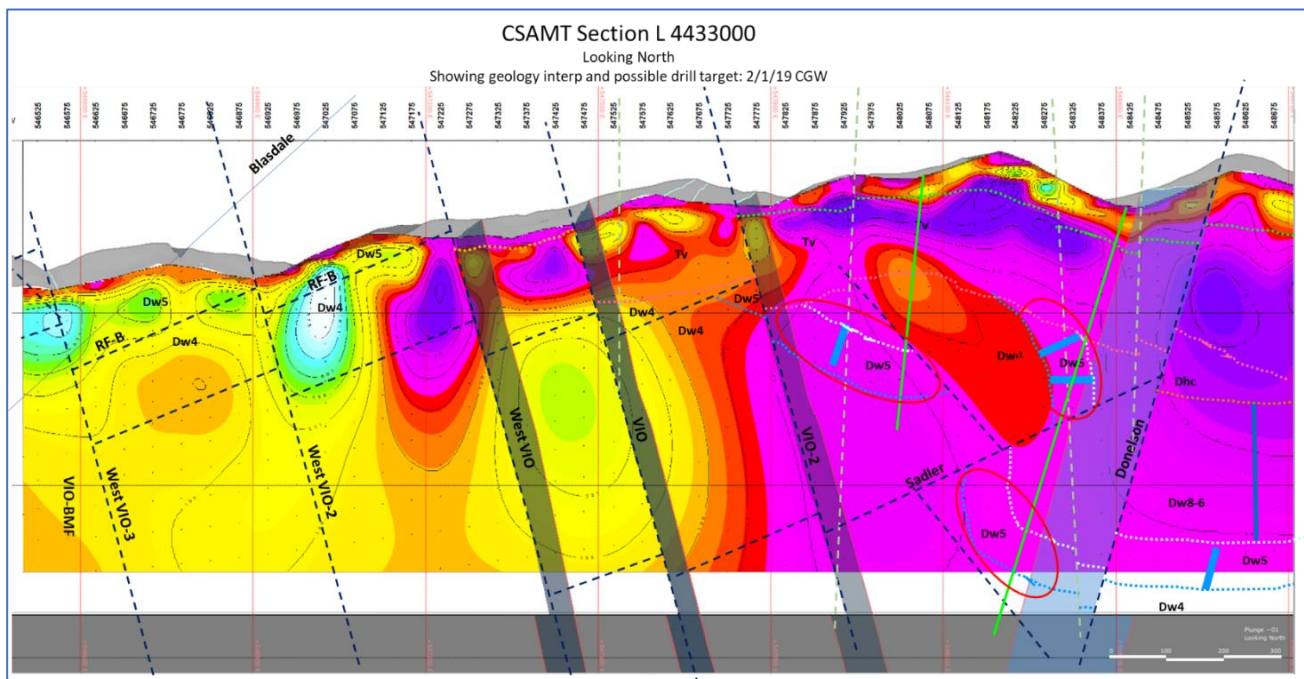 CSAMT Section L 4433000
Looking North
Showing geology interp and possible drill target: 2/1/19 CGW
546525
546575
546625
546675
546725
546775
546825
546875
546925
546975
547025
547075
547125
547175
547225
547275
547325
547375
547425
547475
547525
547575
547625
547675
547725
547775
547825
547875
547925
547975
548025
548075
548125
548175
548225
548275
548325
548375
548425
548475
548525
548575
548625
548675
Blasdale
RF-B
Dw5
Dw4
Dw5
Dw4
RF-B
Tv
Tv
Dw5
Dw4
Dw4
Dw5
Dw5
Dhc
West VIO
VIO
VIO-2
Sadler
Donelson
VIO-BMF
West VIO-3
West VIO-2
Dw5
Dw8-6
Dw5
Dw4
Plunge −01
Looking North
0 100 200 300